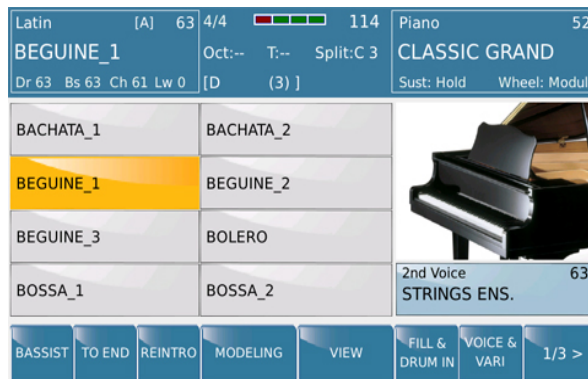 Latin [A] 63 4/4 114 Piano 52
BEGUINE_1 Oct:-- T:-- Split:C 3 CLASSIC GRAND
Dr 63 Bs 63 Ch 61 Lw 0 [D (3) ] Sust: Hold Wheel: Modul
BACHATA_1 BACHATA_2
BEGUINE_1 BEGUINE_2
BEGUINE_3 BOLERO
2nd Voice 63
BOSSA_1 BOSSA_2 STRINGS ENS.
BASSIST TO END REINTRO MODELING VIEW FILL & DRUM IN VOICE & VARI 1/3 >